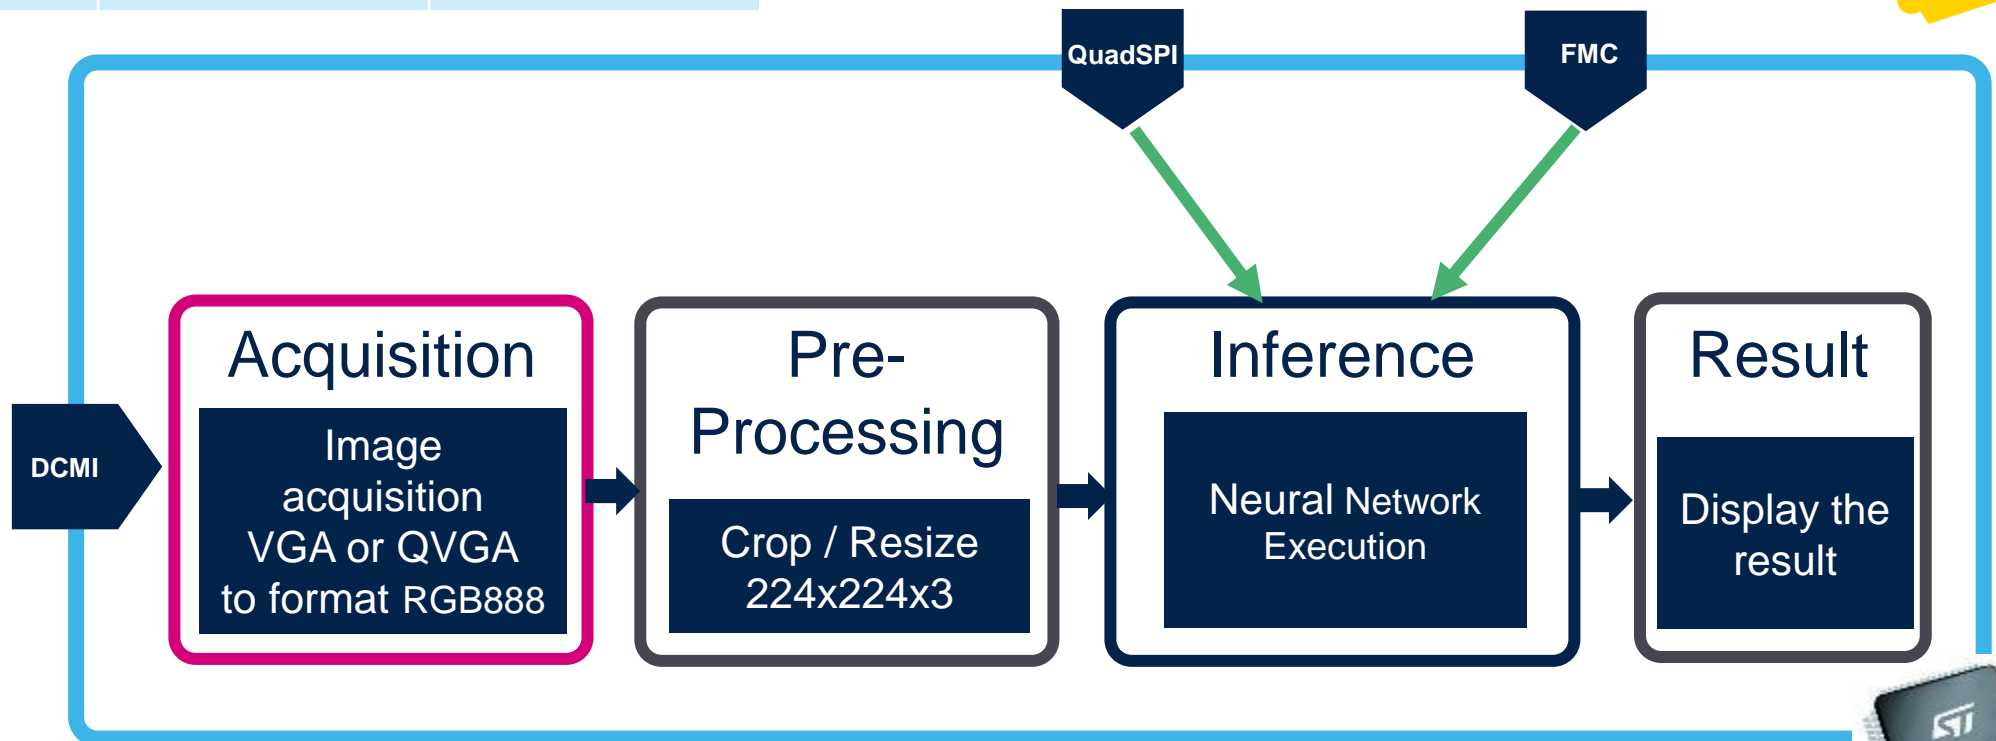 QuadSPI
FMC
DCMI
Acquisition
Image
acquisition
VGA or QVGA
to format RGB888
Pre-
Processing
Crop / Resize
224x224x3
Inference
Neural Network
Execution
Result
Display the
result
ST